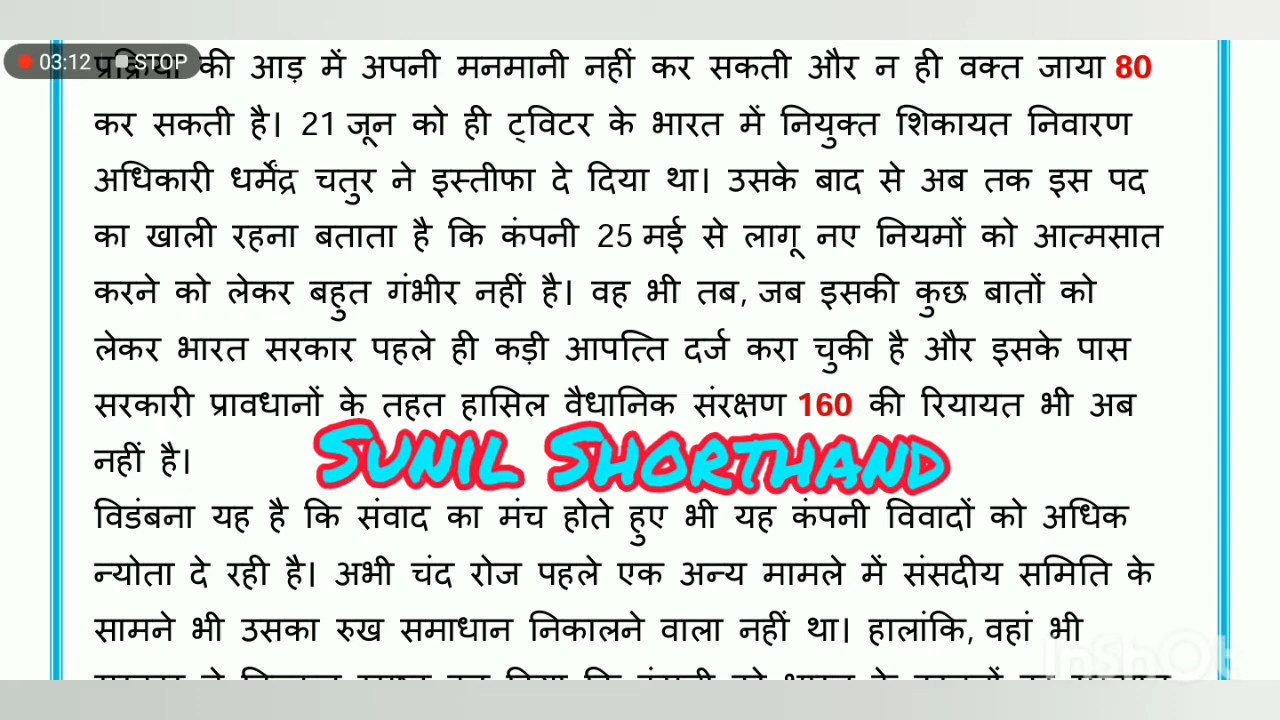 03:12 STOP
प्रक्रिया की आड़ में अपनी मनमानी नहीं कर सकती और न ही वक्त जाया 80
कर सकती है। 21 जून को ही ट्विटर के भारत में नियुक्त शिकायत निवारण
अधिकारी धर्मेंद्र चतुर ने इस्तीफा दे दिया था। उसके बाद से अब तक इस पद
का खाली रहना बताता है कि कंपनी 25 मई से लागू नए नियमों को आत्मसात
करने को लेकर बहुत गंभीर नहीं है। वह भी तब, जब इसकी कुछ बातों को
लेकर भारत सरकार पहले ही कड़ी आपत्ति दर्ज करा चुकी है और इसके पास
सरकारी प्रावधानों के तहत हासिल वैधानिक संरक्षण 160 की रियायत भी अब
नहीं है।
SUNIL SHORTHAND
विडंबना यह है कि संवाद का मंच होते हुए भी यह कंपनी विवादों को अधिक
न्योता दे रही है। अभी चंद रोज पहले एक अन्य मामले में संसदीय समिति के
सामने भी उसका रुख समाधान निकालने वाला नहीं था। हालांकि, वहां भी
InShOt